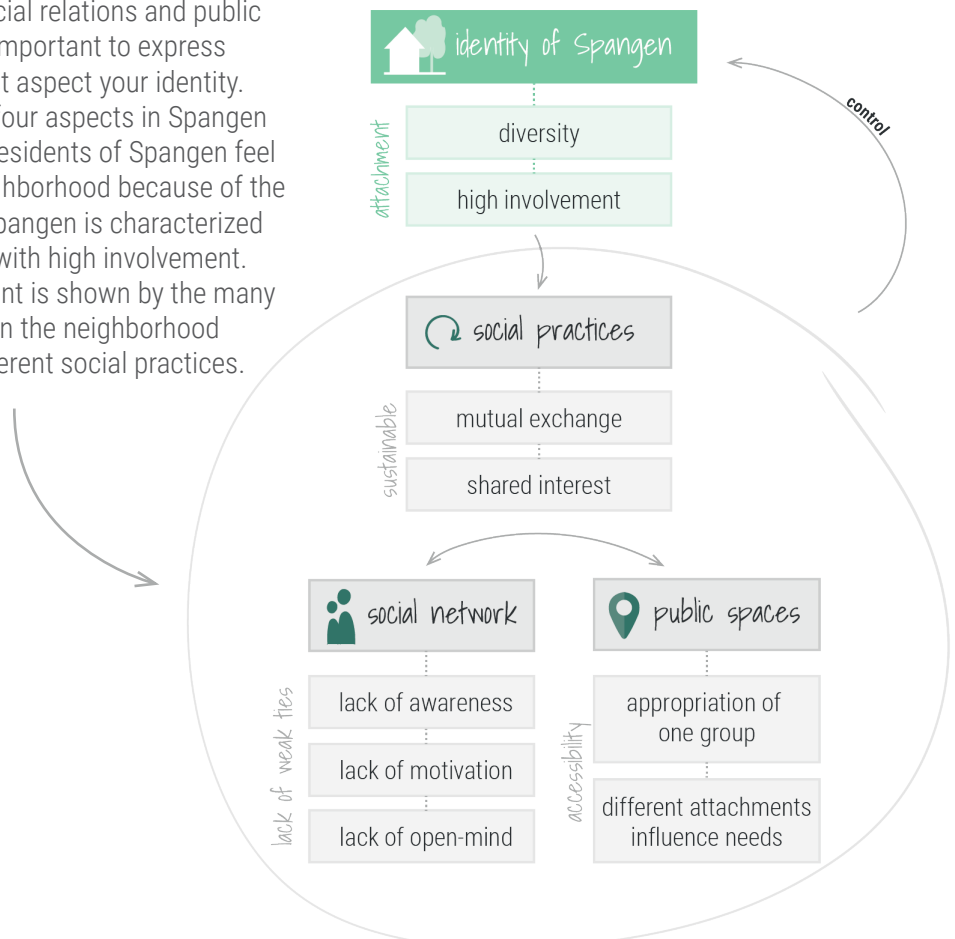 cial relations and public
mportant to express
t aspect your identity.
four aspects in Spangen
esidents of Spangen feel
hborhood because of the
pangen is characterized
with high involvement.
nt is shown by the many
n the neighborhood
erent social practices.
identity of Spangen
control
attachment
diversity
high involvement
social practices
sustainable
mutual exchange
shared interest
social network
public spaces
lack of weak ties
lack of awareness
lack of motivation
lack of open-mind
accessibility
appropriation of
one group
different attachments
influence needs